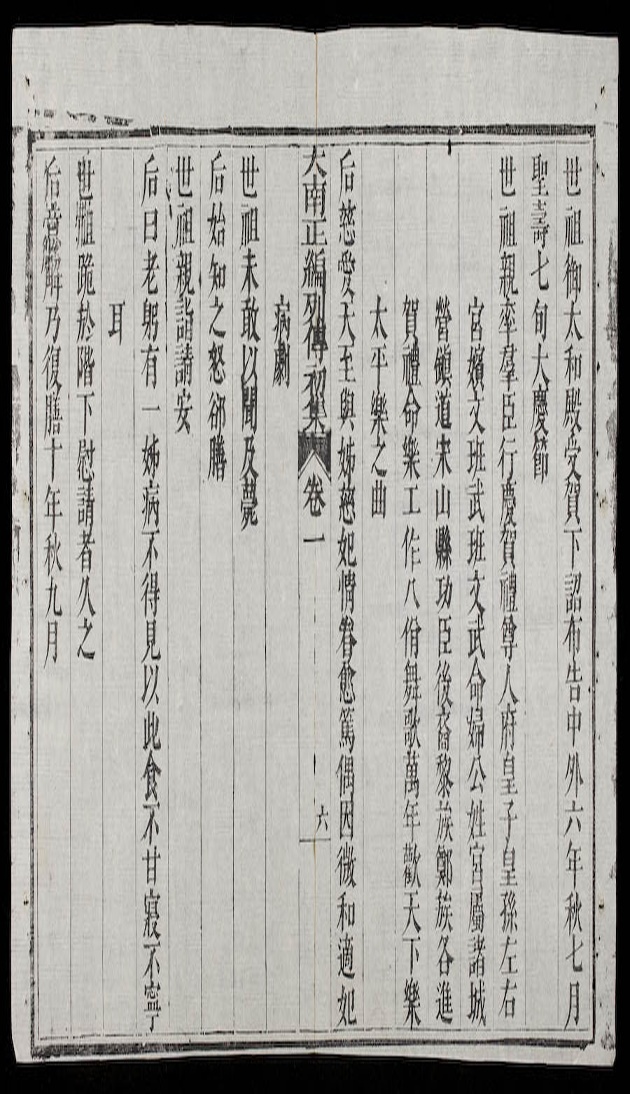 世祖御太和殿受賀下詔布告中外六年秋七月
聖壽七旬大慶節
世祖親率羣臣行慶賀禮尊人府皇子皇孫左右
宮嬪文班武班文武命婦公姓宮屬諸城
營鎮道宋山縣功臣後裔黎族鄭族各進
賀禮命樂工作八佾舞歌萬年歡天下樂
太平樂之曲
后慈愛天至與姊慈妃情眷愈篤偶因微和適妃
大南正編列傳初集 卷一 六
病劇
世祖未敢以聞及薨
后始知之怒郤膳
世祖親詣請安
后曰老躬有一姊病不得見以此食不甘寢不寧
耳
世祖跪於階下慰請者久之
后意解乃復膳十年秋九月